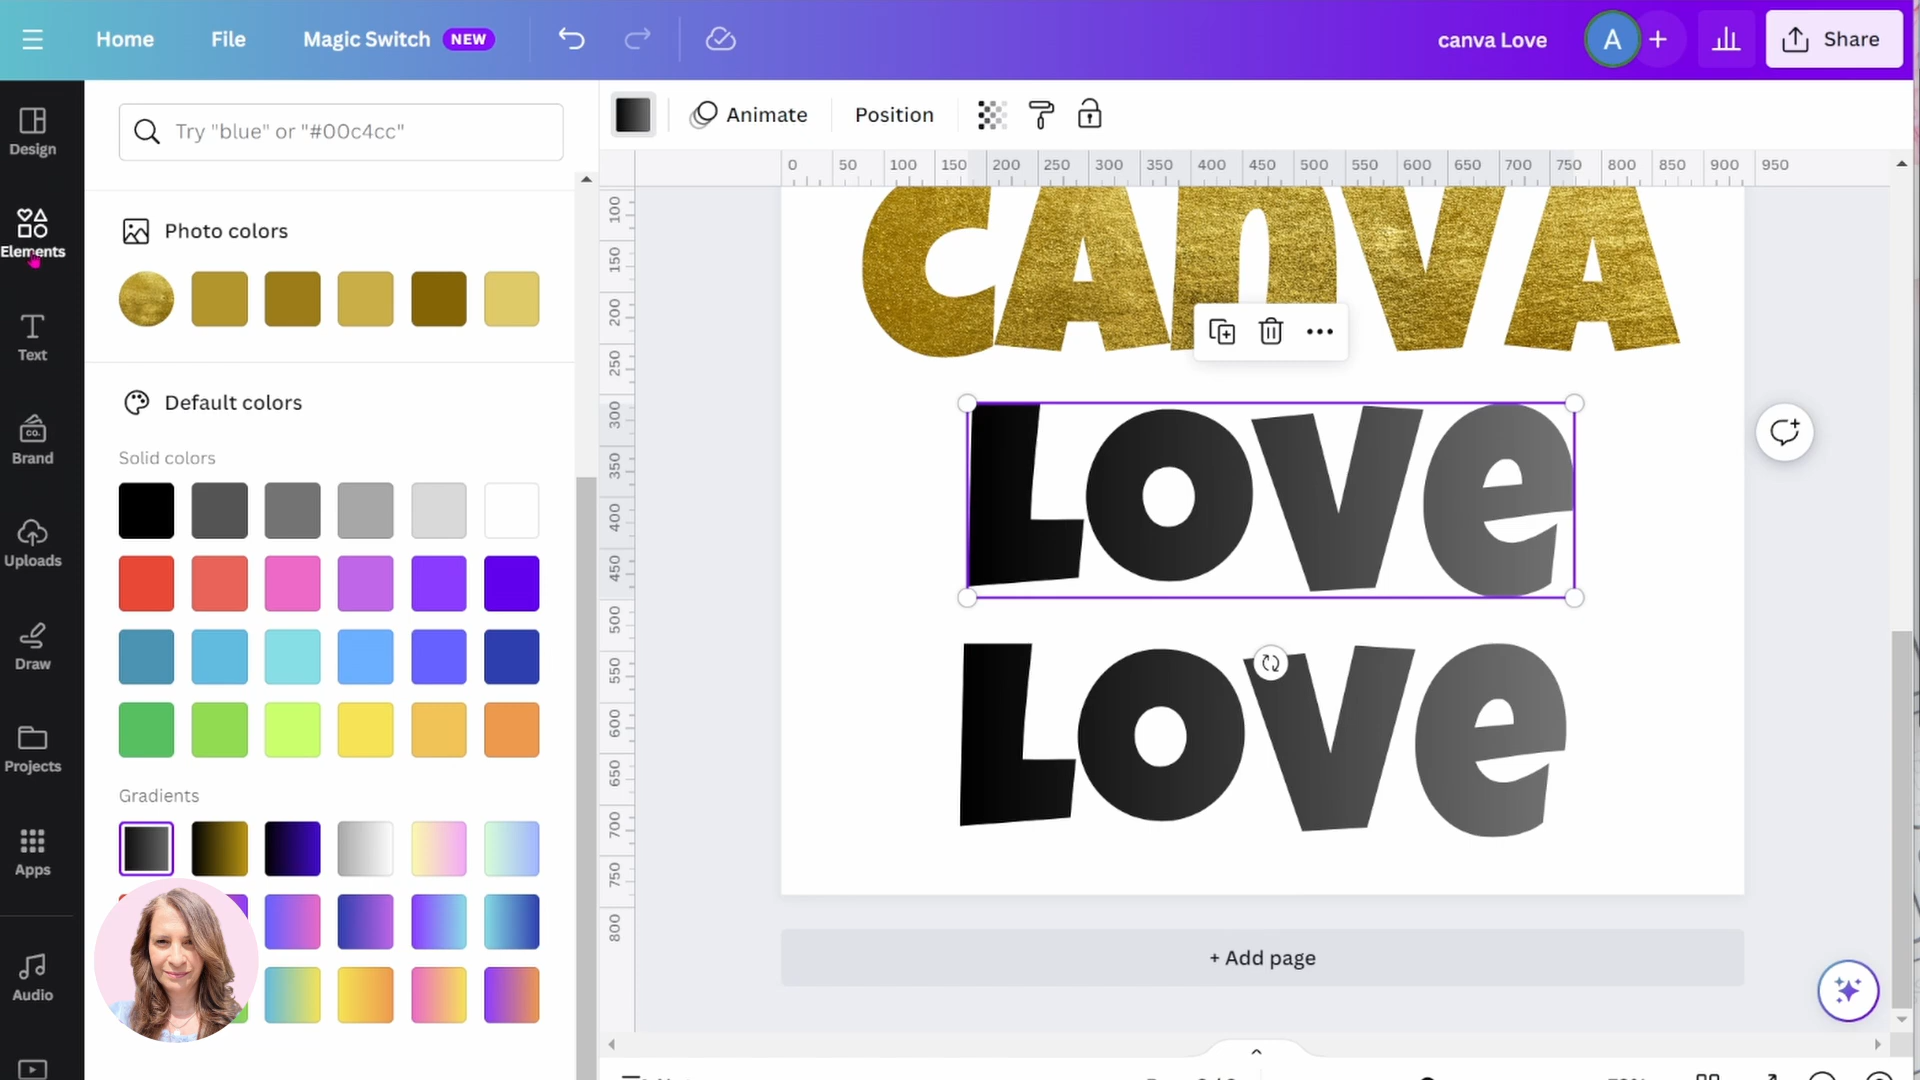 Home File Magic Switch NEW canva Love A + Share
Try "blue" or "#00c4cc"
Animate Position
Design
Elements
Text
Brand
CO.
Uploads
Draw
Projects
Apps
Audio
Photo colors
Default colors
Solid colors
Gradients
0 50 100 150 200 250 300 350 400 450 500 550 600 650 700 750 800 850 900 950
100 150 200 250 300 350 400 450 500 550 600 650 700 750 800
CANVA
Love
Love
+ Add page